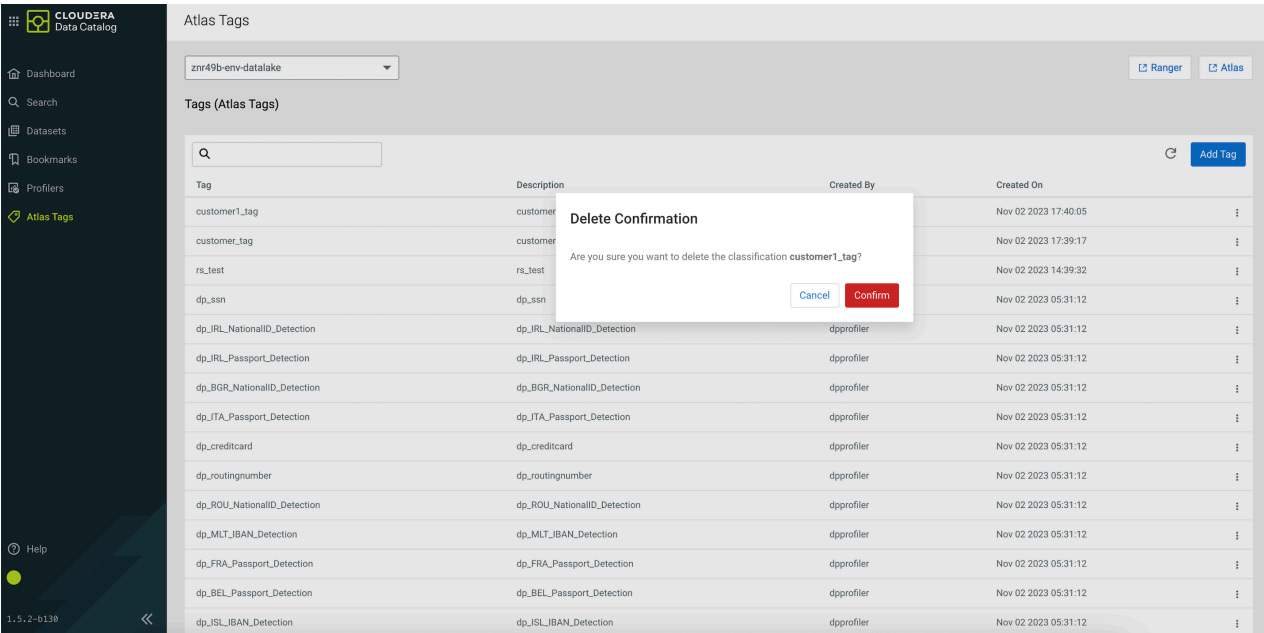 CLOUDERA
Data Catalog
Atlas Tags
Dashboard
Search
Datasets
Bookmarks
Profilers
Atlas Tags
Help
1.5.2-b130
znr49b-env-datalake
Ranger
Atlas
Tags (Atlas Tags)
Add Tag
Tag Description Created By Created On
customer1_tag customer Nov 02 2023 17:40:05
customer_tag customer Nov 02 2023 17:39:17
rs_test rs_test Nov 02 2023 14:39:32
dp_ssn dp_ssn Nov 02 2023 05:31:12
Delete Confirmation
Are you sure you want to delete the classification customer1_tag?
Cancel Confirm
dp_IRL_NationalID_Detection dp_IRL_NationalID_Detection dpprofiler Nov 02 2023 05:31:12
dp_IRL_Passport_Detection dp_IRL_Passport_Detection dpprofiler Nov 02 2023 05:31:12
dp_BGR_NationalID_Detection dp_BGR_NationalID_Detection dpprofiler Nov 02 2023 05:31:12
dp_ITA_Passport_Detection dp_ITA_Passport_Detection dpprofiler Nov 02 2023 05:31:12
dp_creditcard dp_creditcard dpprofiler Nov 02 2023 05:31:12
dp_routingnumber dp_routingnumber dpprofiler Nov 02 2023 05:31:12
dp_ROU_NationalID_Detection dp_ROU_NationalID_Detection dpprofiler Nov 02 2023 05:31:12
dp_MLT_IBAN_Detection dp_MLT_IBAN_Detection dpprofiler Nov 02 2023 05:31:12
dp_FRA_Passport_Detection dp_FRA_Passport_Detection dpprofiler Nov 02 2023 05:31:12
dp_BEL_Passport_Detection dp_BEL_Passport_Detection dpprofiler Nov 02 2023 05:31:12
dp_ISL_IBAN_Detection dp_ISL_IBAN_Detection dpprofiler Nov 02 2023 05:31:12